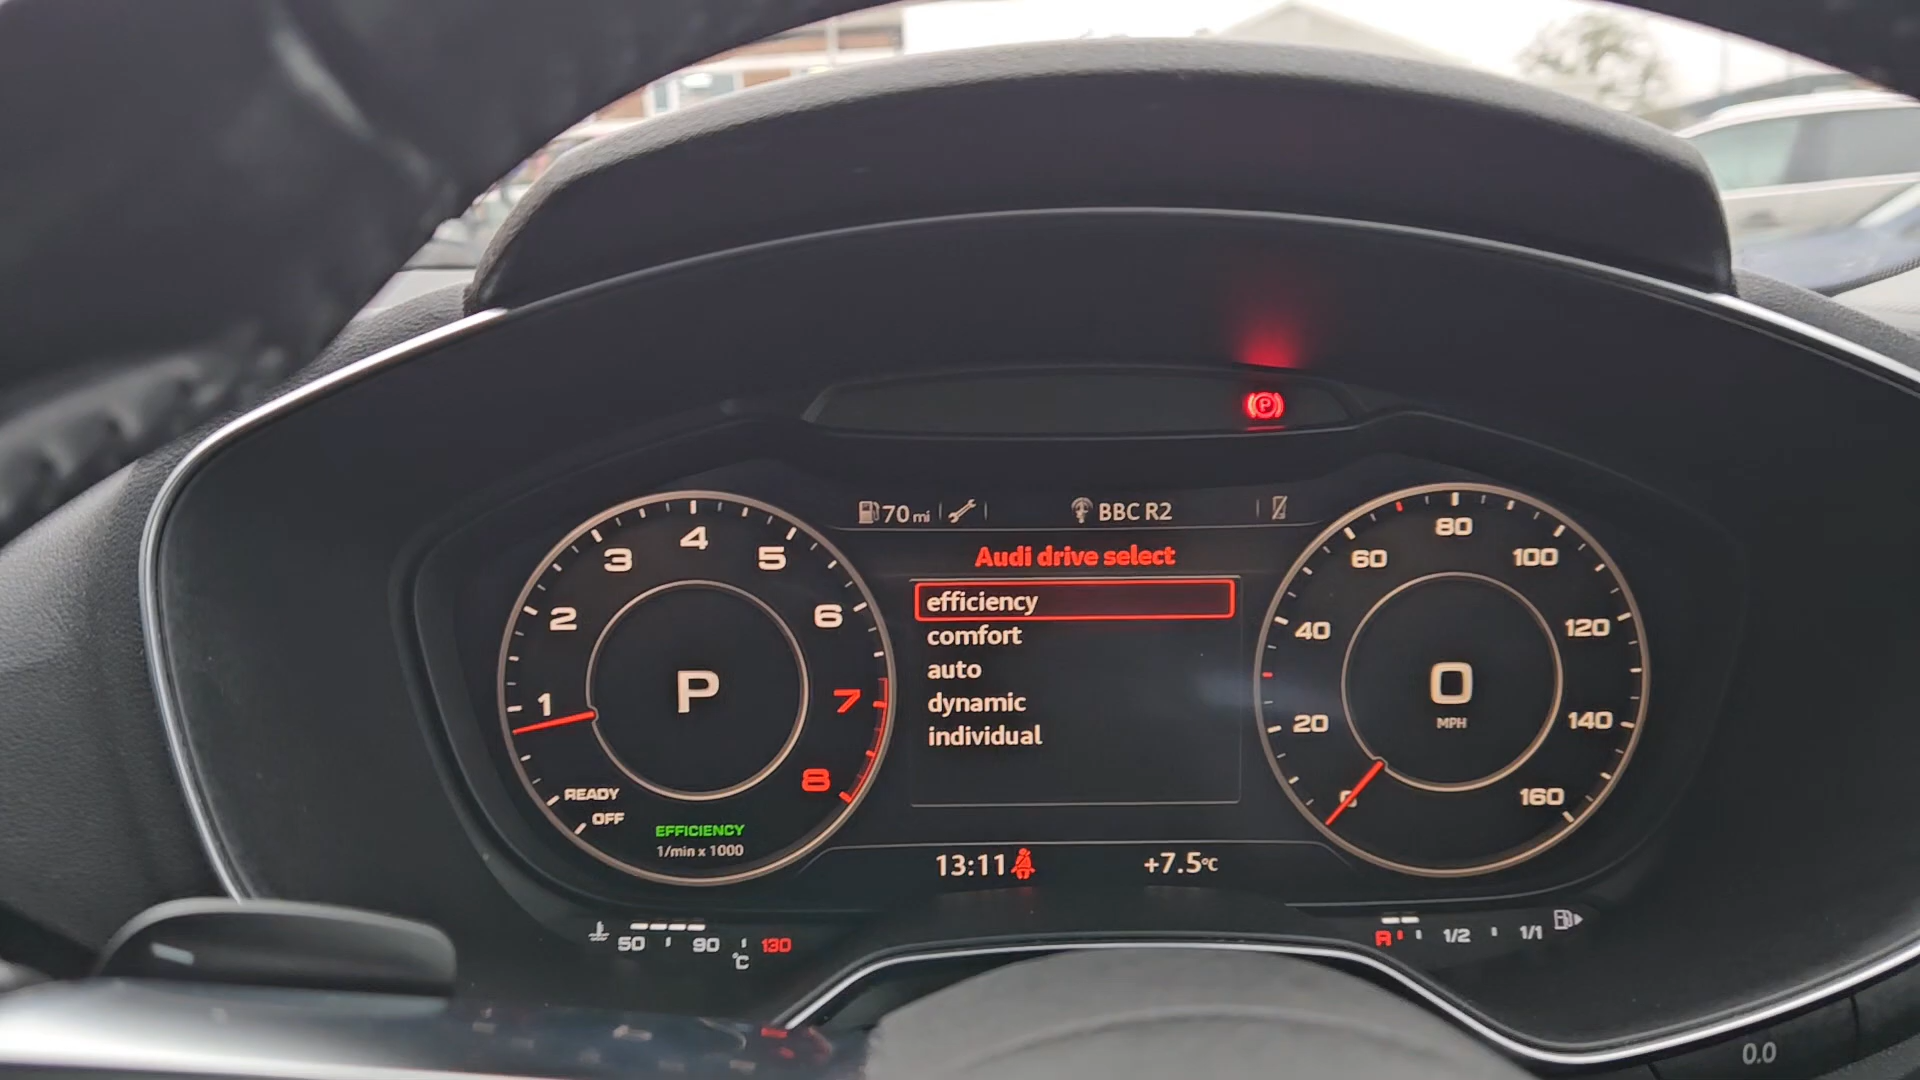 P
70 mi
BBC R2
Audi drive select
efficiency
comfort
auto
dynamic
individual
1
2
3
4
5
6
7
8
READY
OFF
P
EFFICIENCY
1/min x 1000
0
20
40
60
80
100
120
140
160
0
MPH
13:11
+7.5°C
50
90
130
°C
R
1/2
1/1
0.0